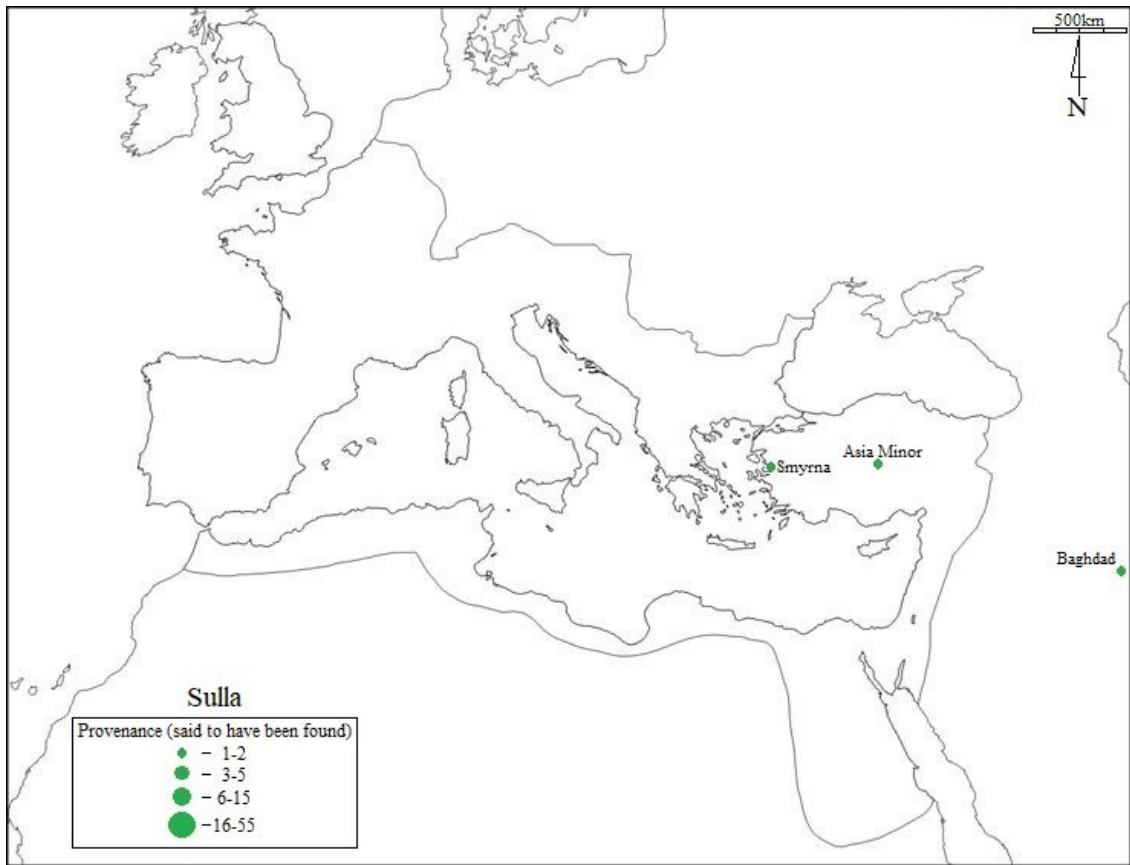 500km
N
Asia Minor
Smyrna
Baghdad
Sulla
Provenance (said to have been found)
– 1-2
– 3-5
– 6-15
–16-55